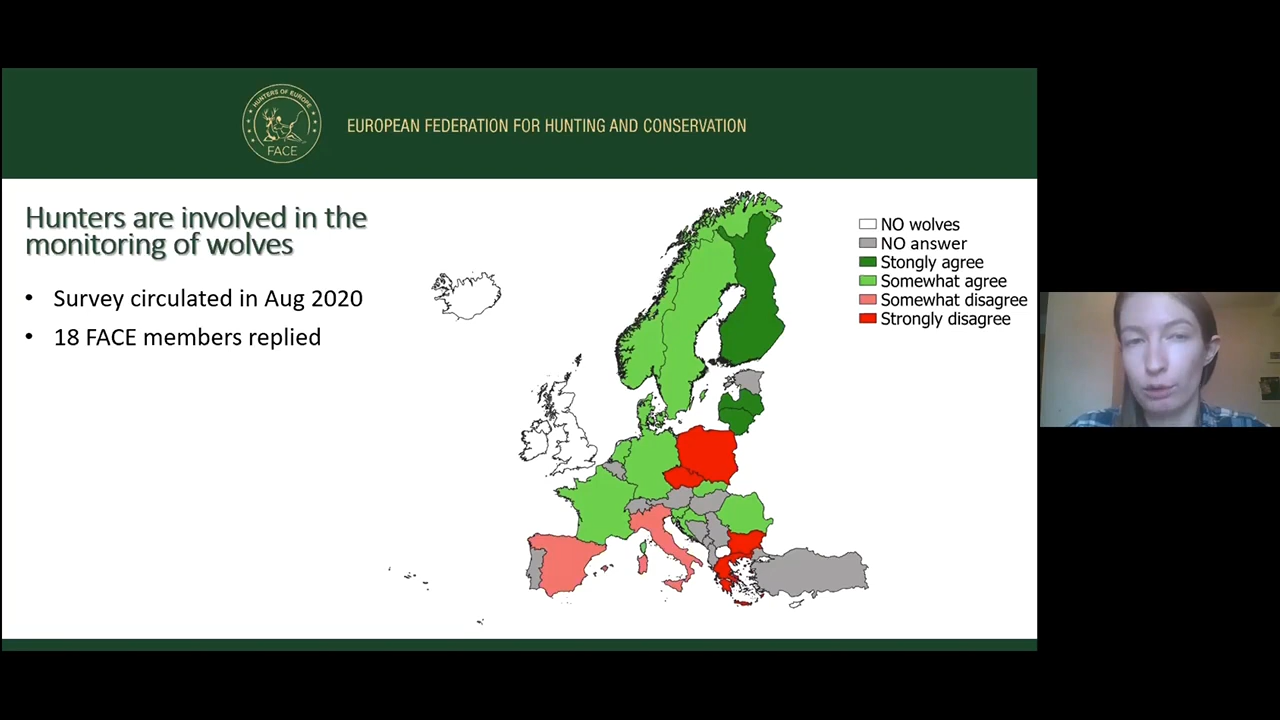 HUNTERS OF EUROPE
FACE
EUROPEAN FEDERATION FOR HUNTING AND CONSERVATION
Hunters are involved in the
monitoring of wolves
• Survey circulated in Aug 2020
• 18 FACE members replied
NO wolves
NO answer
Stongly agree
Somewhat agree
Somewhat disagree
Strongly disagree